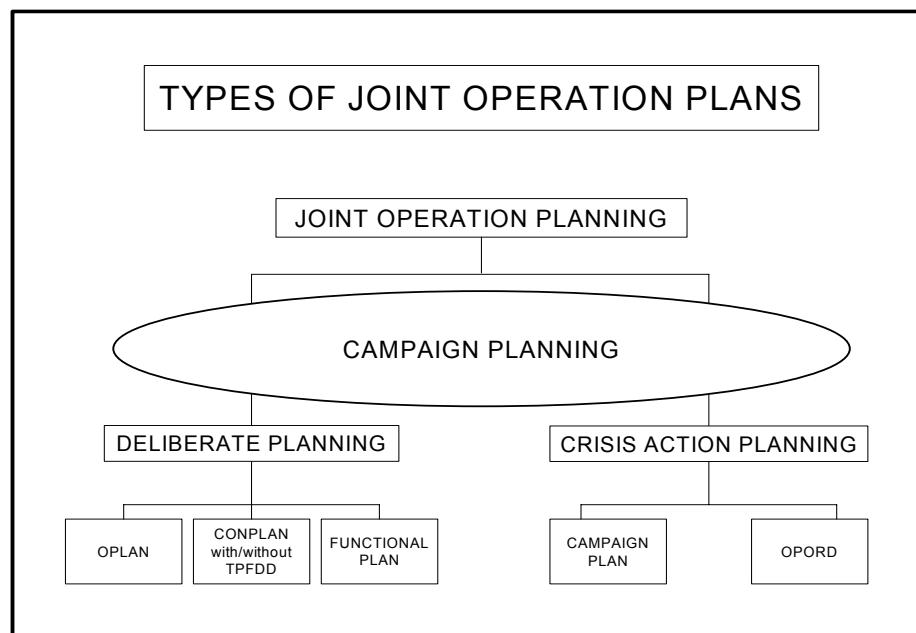 TYPES OF JOINT OPERATION PLANS
JOINT OPERATION PLANNING
CAMPAIGN PLANNING
DELIBERATE PLANNING
CRISIS ACTION PLANNING
OPLAN
CONPLAN
with/without
TPFDD
FUNCTIONAL
PLAN
CAMPAIGN
PLAN
OPORD